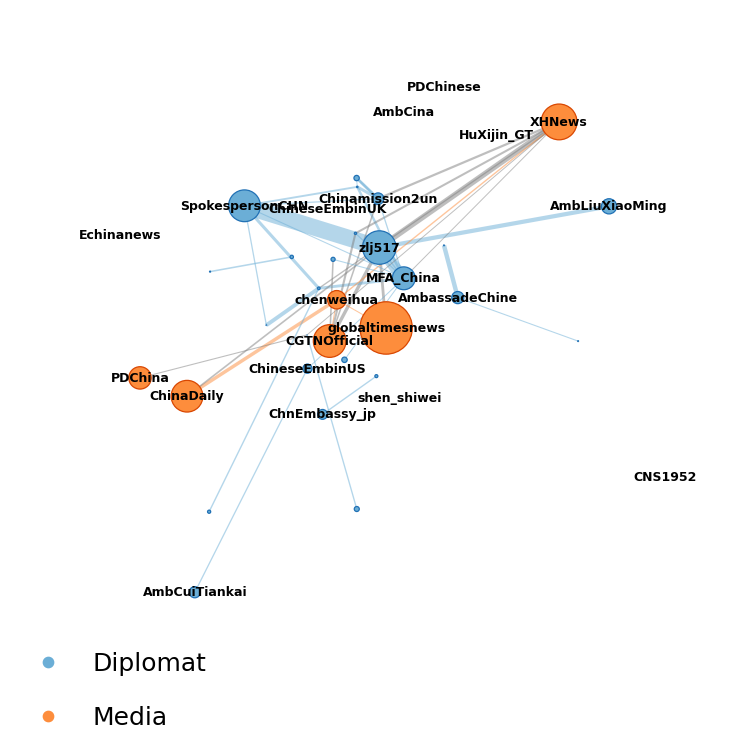 PDChinese
AmbCina
XHNews
HuXijin_GT
Chinamission2un
SpokespersonCHN
ChineseEmbinUK
AmbLiuXiaoMing
Echinanews
zlj517
MFA_China
chenweihua
AmbassadeChine
globaltimesnews
CGTNOfficial
ChineseEmbinUS
PDChina
ChinaDaily
shen_shiwei
ChnEmbassy_jp
CNS1952
AmbCuiTiankai
Diplomat
Media